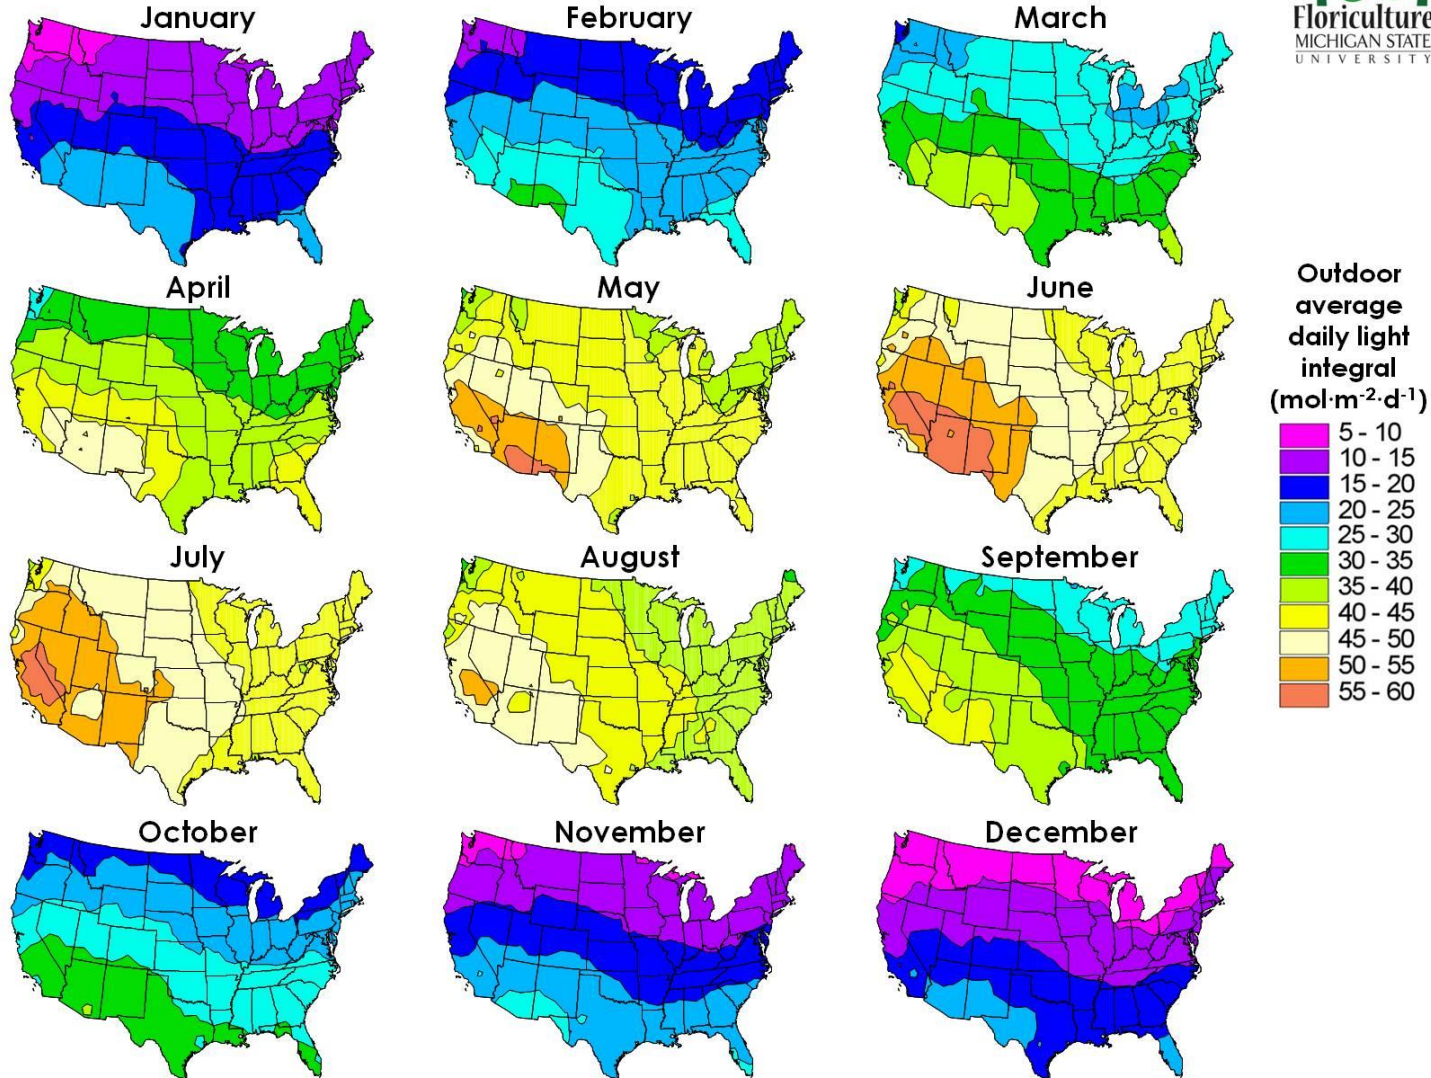 January
February
March
Floriculture
MICHIGAN STATE
UNIVERSITY
April
May
June
Outdoor
average
daily light
integral
(mol·m⁻²·d⁻¹)
5 - 10
10 - 15
15 - 20
20 - 25
25 - 30
30 - 35
35 - 40
40 - 45
45 - 50
50 - 55
55 - 60
July
August
September
October
November
December